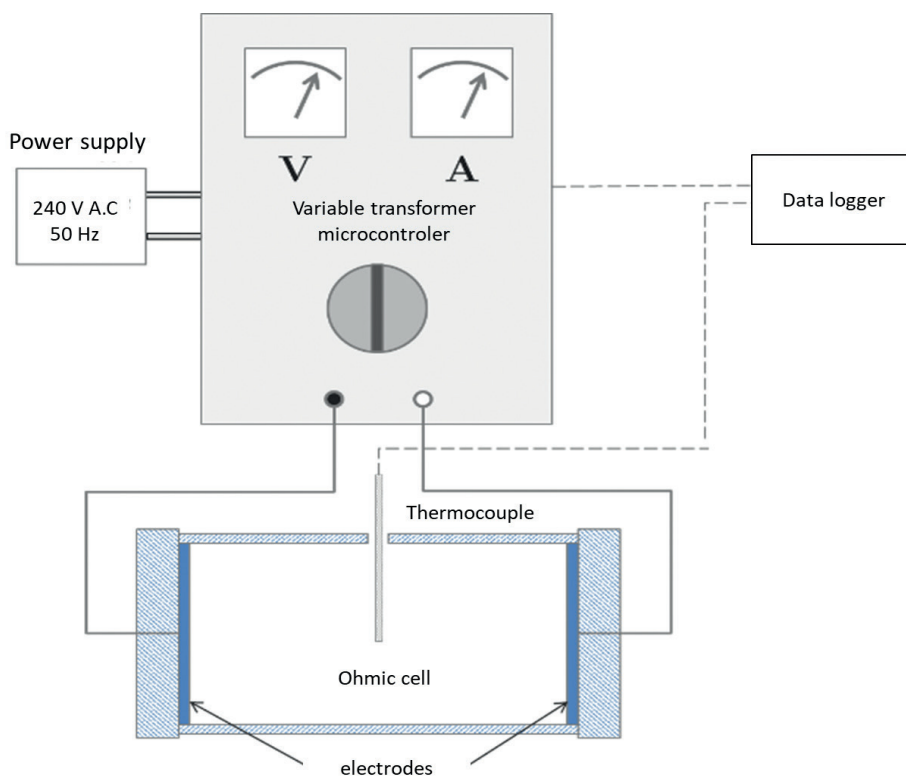 Power supply
240 V A.C
50 Hz
V
A
Variable transformer
microcontroler
Data logger
Thermocouple
Ohmic cell
electrodes